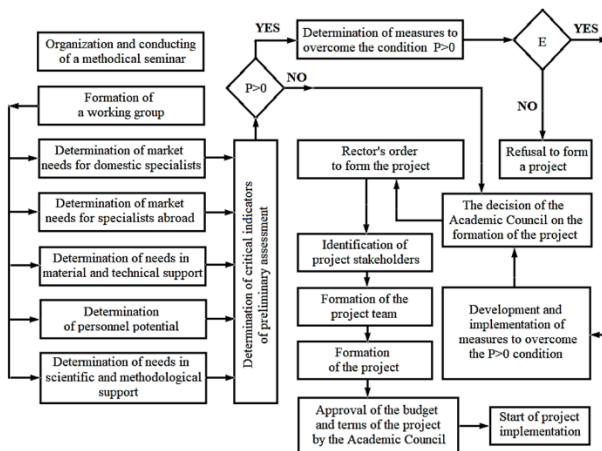 Organization and conducting
of a methodical seminar
Formation of
a working group
Determination of market
needs for domestic specialists
Determination of market
needs for specialists abroad
Determination of needs in
material and technical support
Determination
of personnel potential
Determination of needs in
scientific and methodological
support
Determination of critical indicators
of preliminary assessment
P>0
YES
NO
Determination of measures to
overcome the condition P>0
E
YES
NO
Refusal to form
a project
Rector's order
to form the project
The decision of the
Academic Council on the
formation of the project
Identification of
project stakeholders
Formation of the
project team
Formation
of the project
Development and
implementation of
measures to overcome
the P>0 condition
Approval of the budget
and terms of the project
by the Academic Council
Start of project
implementation